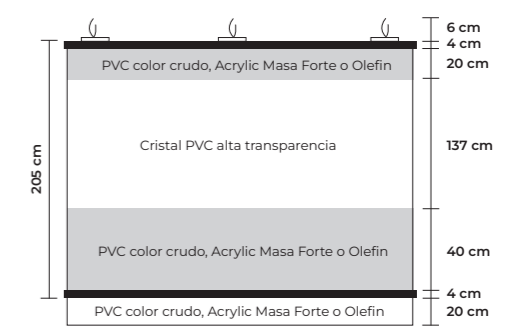 6 cm
4 cm
PVC color crudo, Acrylic Masa Forte o Olefin
20 cm
Cristal PVC alta transparencia
137 cm
205 cm
PVC color crudo, Acrylic Masa Forte o Olefin
40 cm
4 cm
PVC color crudo, Acrylic Masa Forte o Olefin
20 cm